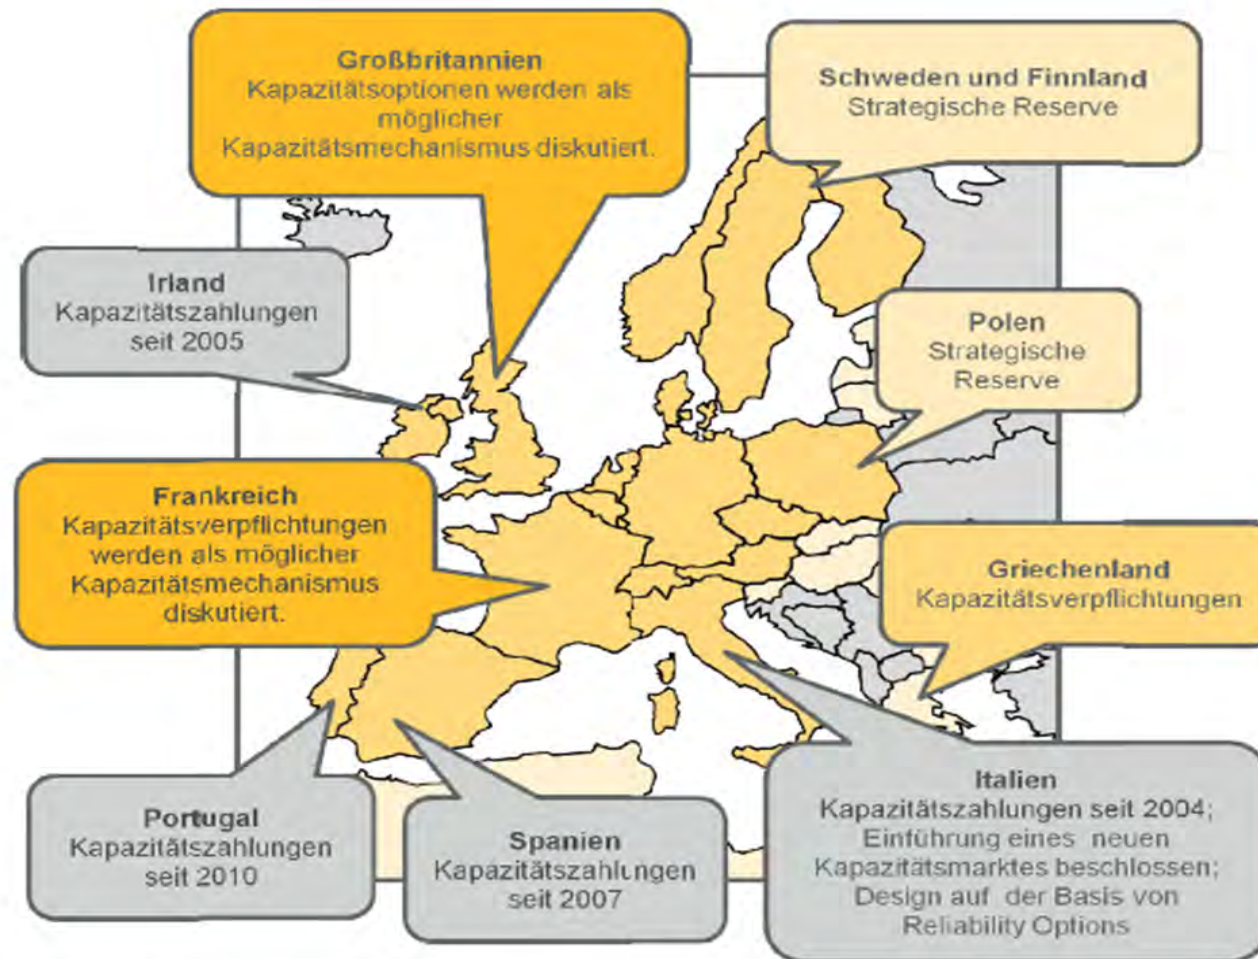 Großbritannien
Kapazitätsoptionen werden als
möglicher
Kapazitätsmechanismus diskutiert.
Schweden und Finnland
Strategische Reserve
Irland
Kapazitätszahlungen
seit 2005
Polen
Strategische
Reserve
Frankreich
Kapazitätsverpflichtungen
werden als möglicher
Kapazitätsmechanismus
diskutiert.
Griechenland
Kapazitätsverpflichtungen
Portugal
Kapazitätszahlungen
seit 2010
Spanien
Kapazitätszahlungen
seit 2007
Italien
Kapazitätszahlungen seit 2004;
Einführung eines neuen
Kapazitätsmarktes beschlossen;
Design auf der Basis von
Reliability Options